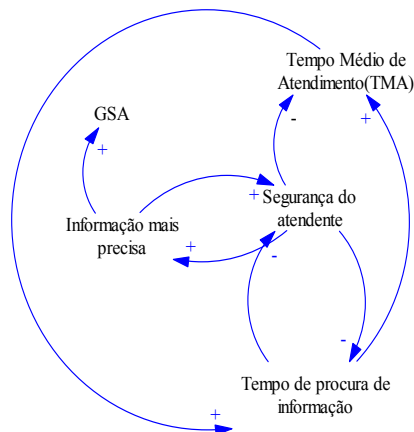 Tempo Médio de
Atendimento(TMA)
GSA
-
+
+
+
Segurança do
atendente
Informação mais
precisa
+
-
-
Tempo de procura de
informação
+